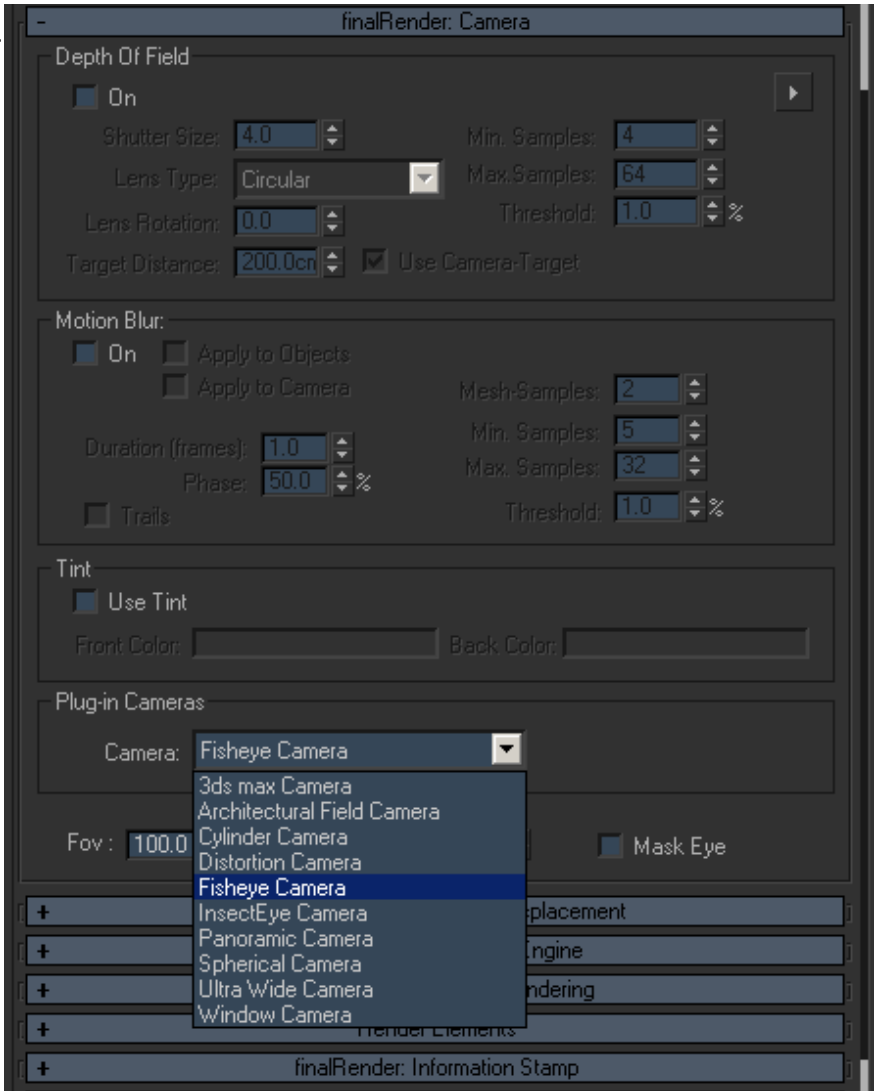 - finalRender: Camera
Depth Of Field
On
Shutter Size: 4.0 Min. Samples: 4
Lens Type: Circular Max.Samples: 64
Lens Rotation: 0.0 Threshold: 1.0 %
Target Distance: 200.0cm Use Camera-Target
Motion Blur:
On Apply to Objects
Apply to Camera Mesh-Samples: 2
Duration (frames): 1.0 Min. Samples: 5
Phase: 50.0 % Max. Samples: 32
Trails Threshold: 1.0 %
Tint
Use Tint
Front Color: Back Color:
Plug-in Cameras
Camera: Fisheye Camera
3ds max Camera
Architectural Field Camera
Cylinder Camera
Fov : 100.0 Mask Eye
Distortion Camera
Fisheye Camera
InsectEye Camera
+ splacement
Panoramic Camera
+ ngine
Spherical Camera
Ultra Wide Camera
+ ndering
Window Camera
+ Render Elements
+ finalRender: Information Stamp